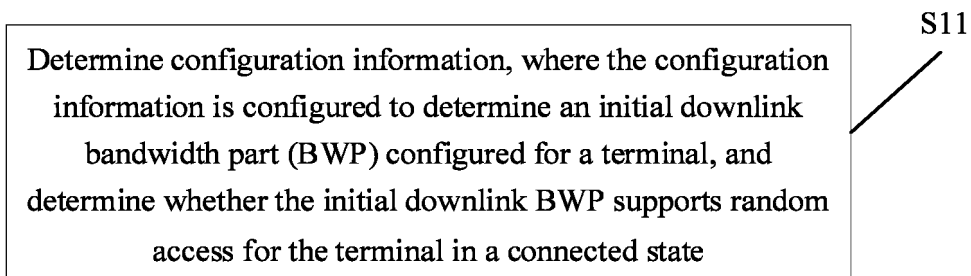 S11
Determine configuration information, where the configuration
information is configured to determine an initial downlink
bandwidth part (BWP) configured for a terminal, and
determine whether the initial downlink BWP supports random
access for the terminal in a connected state